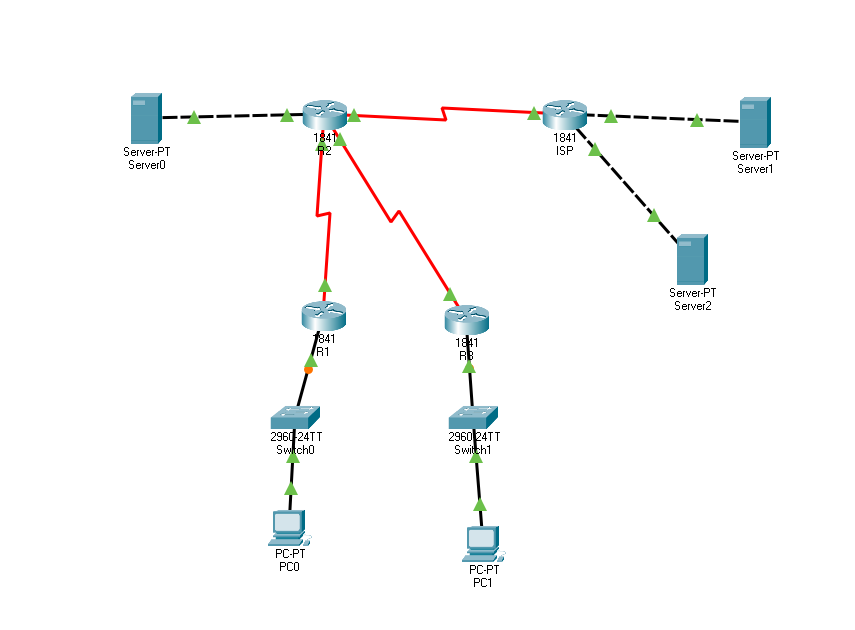 Server-PT
Server0
1841
R2
1841
ISP
Server-PT
Server1
Server-PT
Server2
1841
R1
1841
R3
2960-24TT
Switch0
2960-24TT
Switch1
PC-PT
PC0
PC-PT
PC1